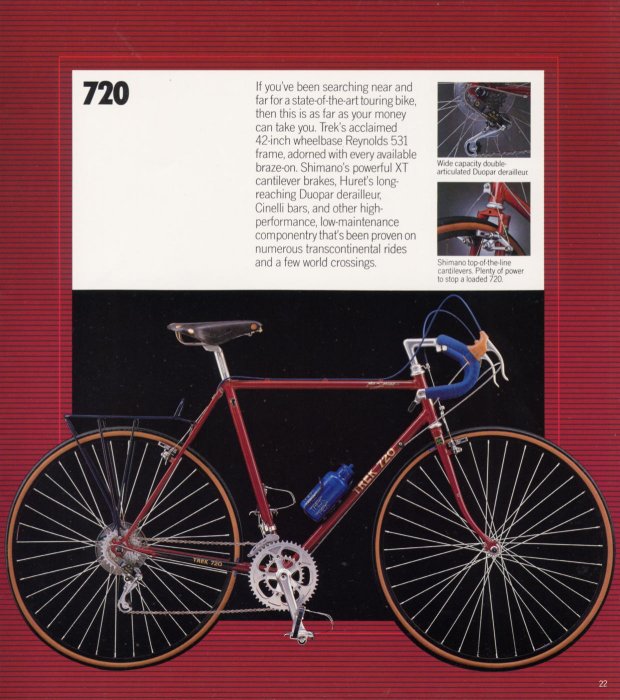 720
If you've been searching near and
far for a state-of-the-art touring bike,
then this is as far as your money
can take you. Trek's acclaimed
42-inch wheelbase Reynolds 531
frame, adorned with every available
braze-on. Shimano's powerful XT
cantilever brakes, Huret's long-
reaching Duopar derailleur,
Cinelli bars, and other high-
performance, low-maintenance
componentry that's been proven on
numerous transcontinental rides
and a few world crossings.
Wide capacity double-
articulated Duopar derailleur.
Shimano top-of-the-line
cantilevers. Plenty of power
to stop a loaded 720.
TREK 720
TREK 720
22